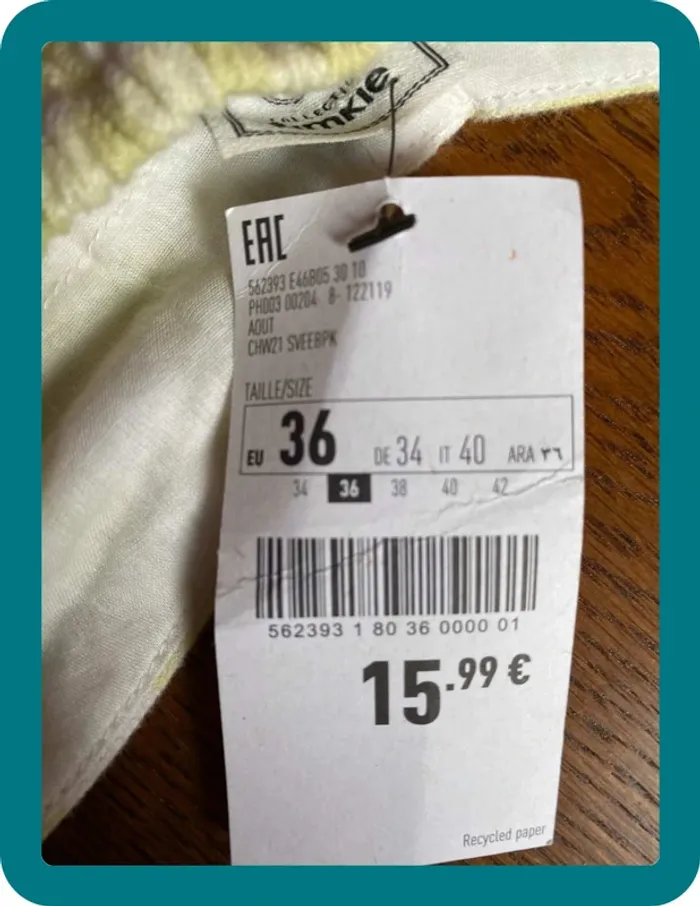 COLLECTION
EAC
562393 E46B05 30 10
PH003 00204 8- 122119
AOUT
CHW21 SVEEBPK
TAILLE/SIZE
EU 36 DE 34 IT 40 ARA ٣٦
34 36 38 40 42
562393 1 80 36 0000 01
15.99 €
Recycled paper